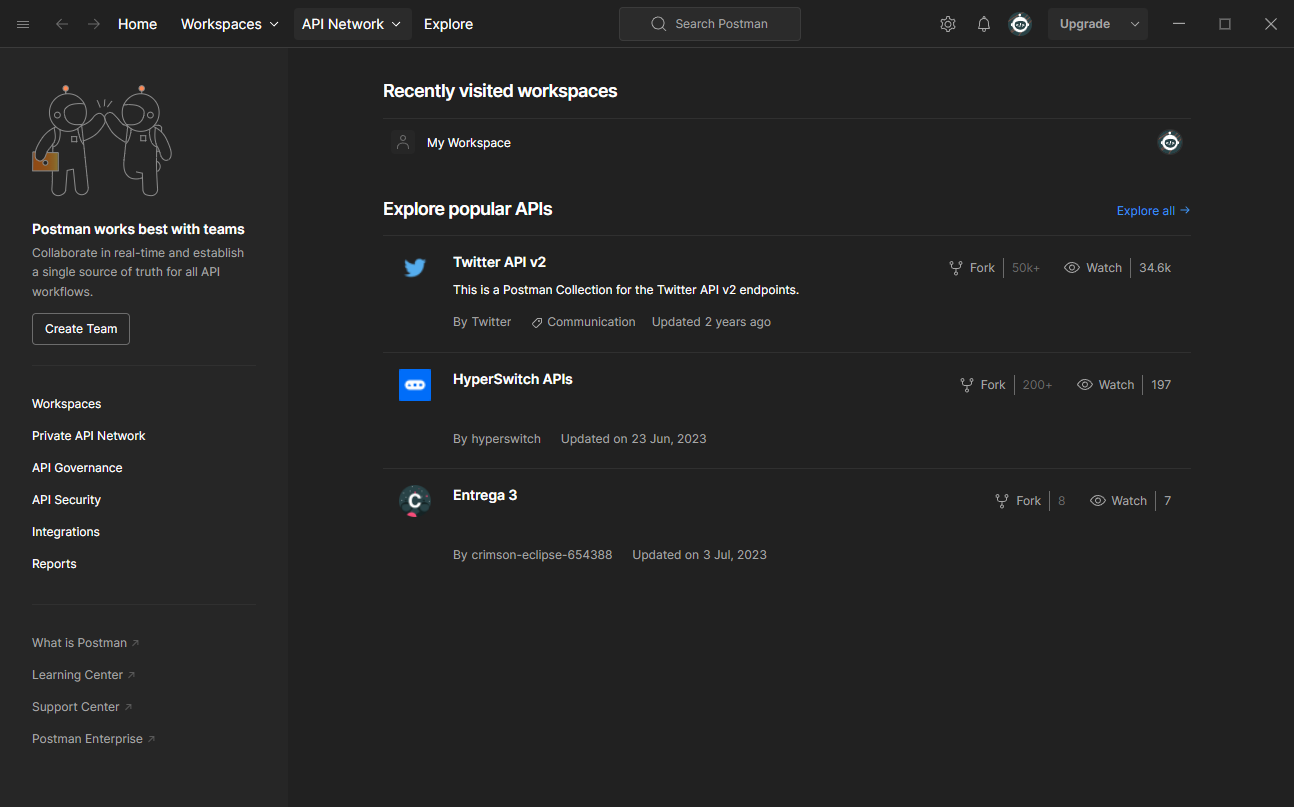 Home Workspaces API Network Explore Search Postman Upgrade
Postman works best with teams
Collaborate in real-time and establish
a single source of truth for all API
workflows.
Create Team
Workspaces
Private API Network
API Governance
API Security
Integrations
Reports
What is Postman
Learning Center
Support Center
Postman Enterprise
Recently visited workspaces
My Workspace
Explore popular APIs Explore all →
Twitter API v2 Fork 50k+ Watch 34.6k
This is a Postman Collection for the Twitter API v2 endpoints.
By Twitter Communication Updated 2 years ago
HyperSwitch APIs Fork 200+ Watch 197
By hyperswitch Updated on 23 Jun, 2023
C Entrega 3 Fork 8 Watch 7
By crimson-eclipse-654388 Updated on 3 Jul, 2023